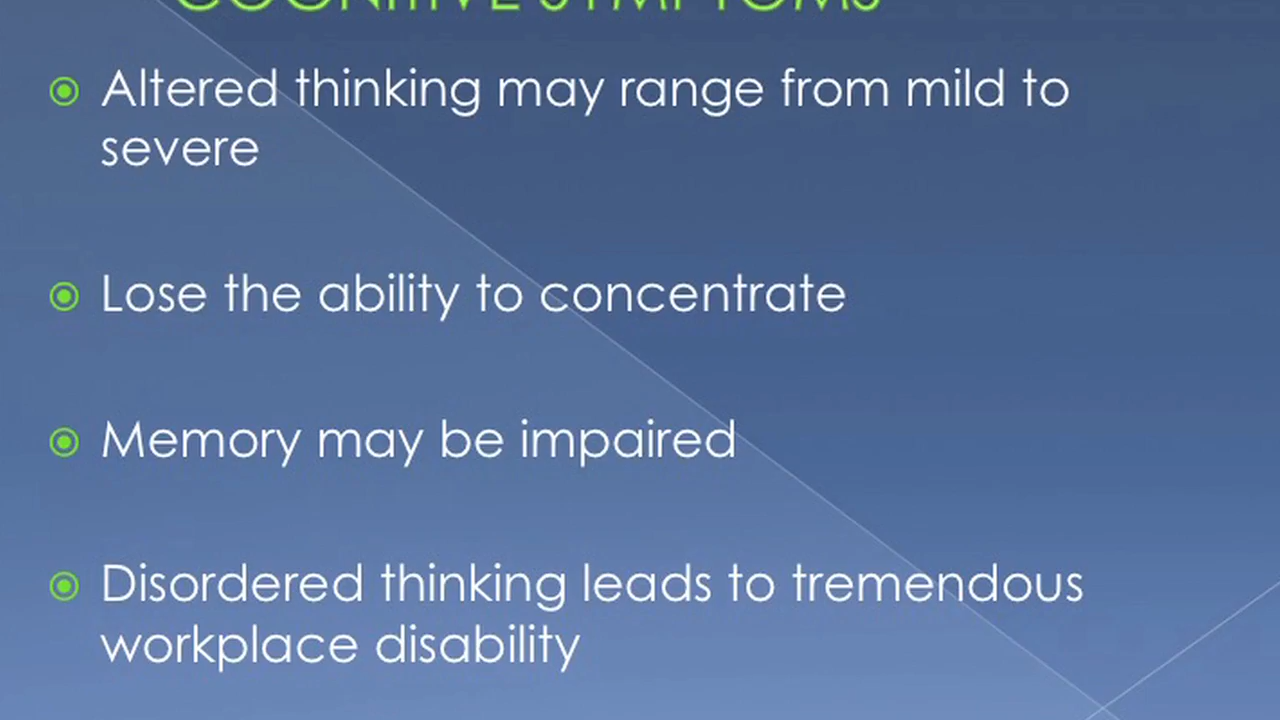 COGNITIVE SYMPTOMS
Altered thinking may range from mild to
severe
Lose the ability to concentrate
Memory may be impaired
Disordered thinking leads to tremendous
workplace disability